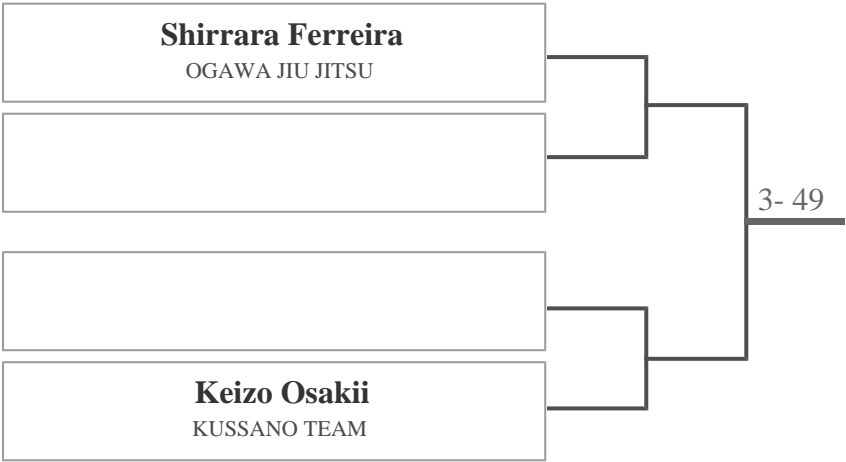 Shirrara Ferreira
OGAWA JIU JITSU
3- 49
Keizo Osakii
KUSSANO TEAM